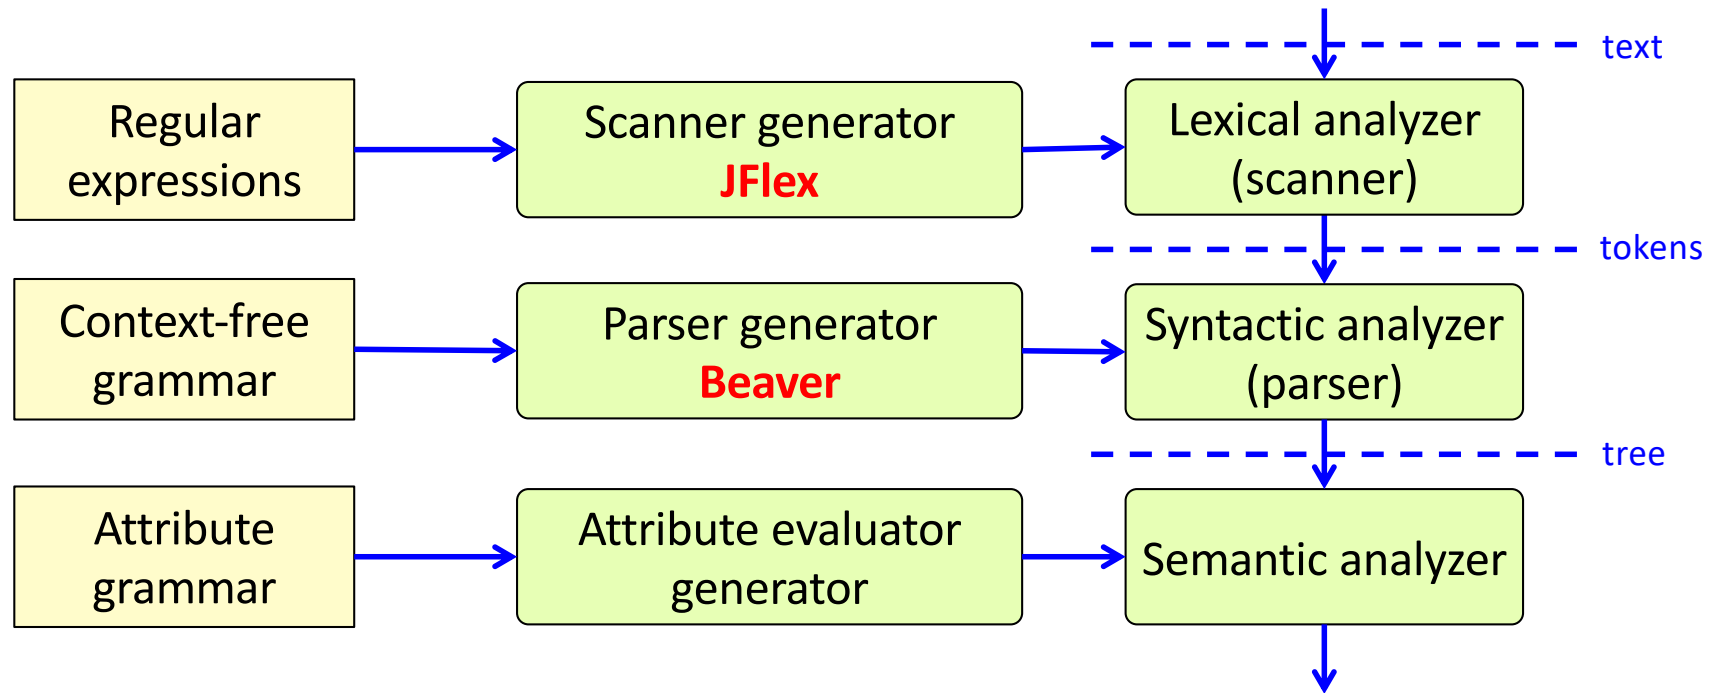 text
Regular
expressions
Scanner generator
JFlex
Lexical analyzer
(scanner)
tokens
Context-free
grammar
Parser generator
Beaver
Syntactic analyzer
(parser)
tree
Attribute
grammar
Attribute evaluator
generator
Semantic analyzer